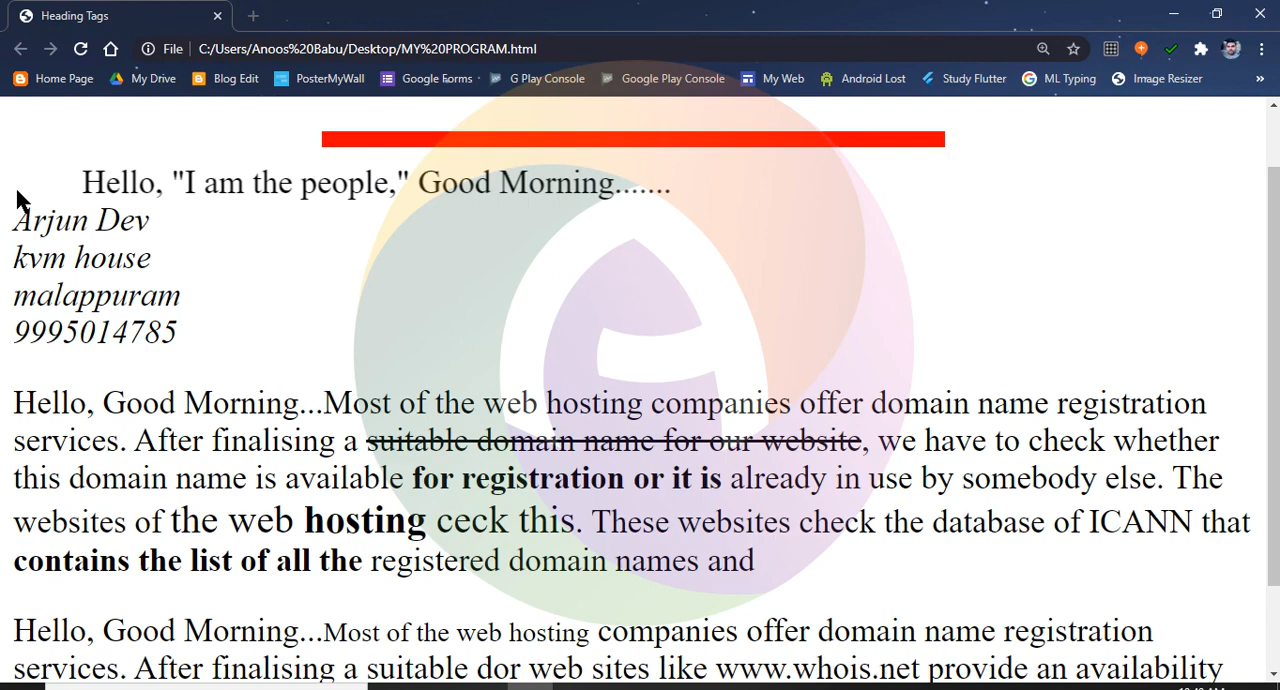 Heading Tags
File C:/Users/Anoos%20Babu/Desktop/MY%20PROGRAM.html
Home Page My Drive Blog Edit PosterMyWall Google Forms G Play Console Google Play Console My Web Android Lost Study Flutter ML Typing Image Resizer »
Hello, "I am the people," Good Morning.......
Arjun Dev
kvm house
malappuram
9995014785
Hello, Good Morning...Most of the web hosting companies offer domain name registration
services. After finalising a suitable domain name for our website, we have to check whether
this domain name is available for registration or it is already in use by somebody else. The
websites of the web hosting ceck this. These websites check the database of ICANN that
contains the list of all the registered domain names and
Hello, Good Morning...Most of the web hosting companies offer domain name registration
services. After finalising a suitable dor web sites like www.whois.net provide an availability